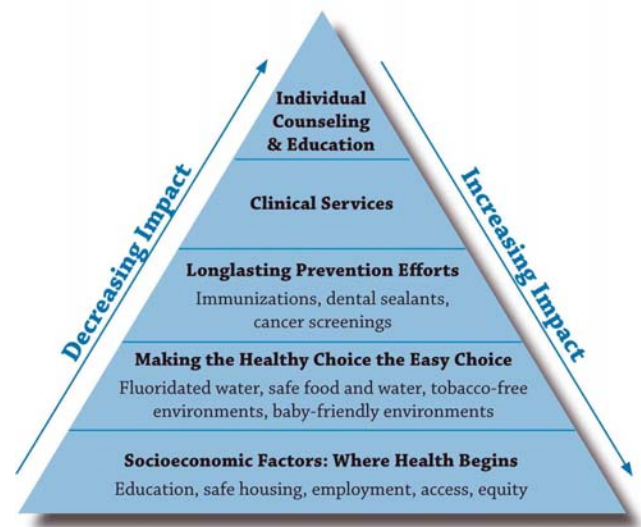 Individual
Counseling
& Education
Clinical Services
Longlasting Prevention Efforts
Immunizations, dental sealants,
cancer screenings
Making the Healthy Choice the Easy Choice
Fluoridated water, safe food and water, tobacco-free
environments, baby-friendly environments
Socioeconomic Factors: Where Health Begins
Education, safe housing, employment, access, equity
Decreasing Impact
Increasing Impact